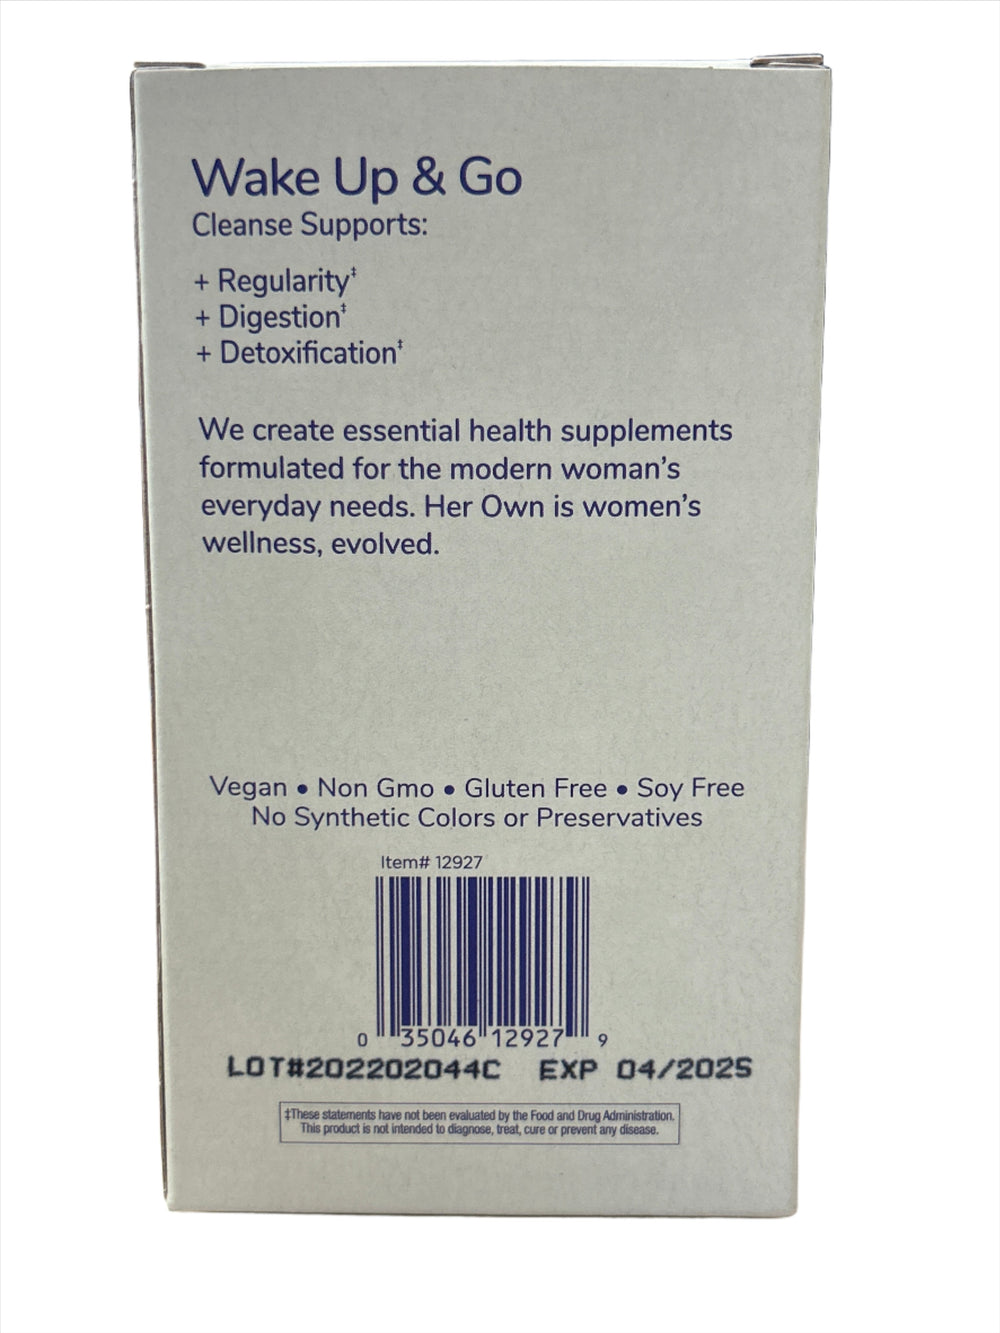 Wake Up & Go
Cleanse Supports:
+ Regularity‡
+ Digestion‡
+ Detoxification‡
We create essential health supplements
formulated for the modern woman's
everyday needs. Her Own is women's
wellness, evolved.
Vegan • Non Gmo • Gluten Free • Soy Free
No Synthetic Colors or Preservatives
Item# 12927
0 35046 12927 9
LOT#202202044C EXP 04/2025
‡These statements have not been evaluated by the Food and Drug Administration.
This product is not intended to diagnose, treat, cure or prevent any disease.